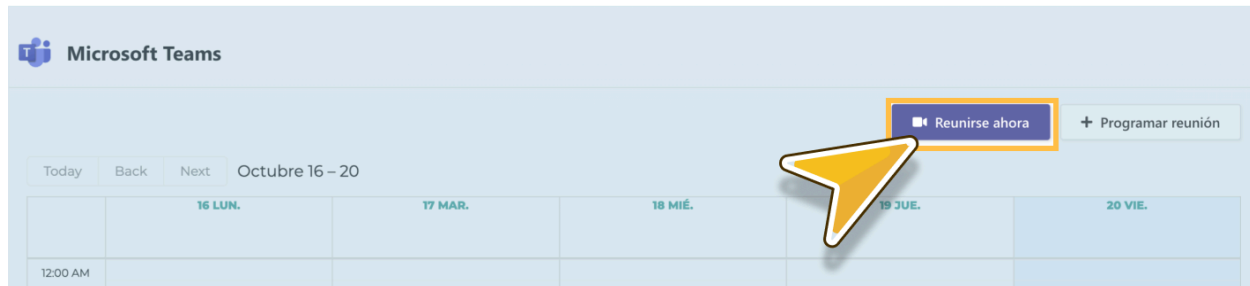 Microsoft Teams
Reunirse ahora
+ Programar reunión
Today Back Next Octubre 16 – 20
16 LUN. 17 MAR. 18 MIÉ. 19 JUE. 20 VIE.
12:00 AM